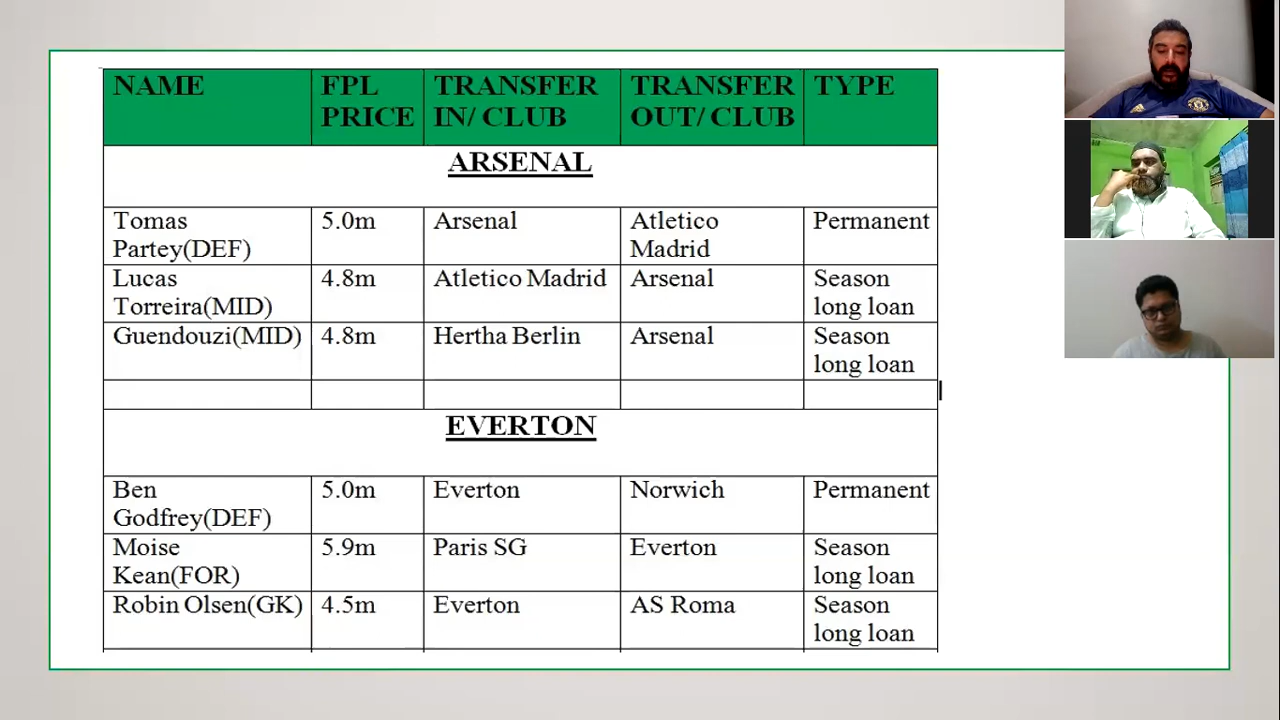 NAME
FPL PRICE
TRANSFER IN/ CLUB
TRANSFER OUT/ CLUB
TYPE
ARSENAL
Tomas Partey(DEF)
5.0m
Arsenal
Atletico Madrid
Permanent
Lucas Torreira(MID)
4.8m
Atletico Madrid
Arsenal
Season long loan
Guendouzi(MID)
4.8m
Hertha Berlin
Arsenal
Season long loan
EVERTON
Ben Godfrey(DEF)
5.0m
Everton
Norwich
Permanent
Moise Kean(FOR)
5.9m
Paris SG
Everton
Season long loan
Robin Olsen(GK)
4.5m
Everton
AS Roma
Season long loan